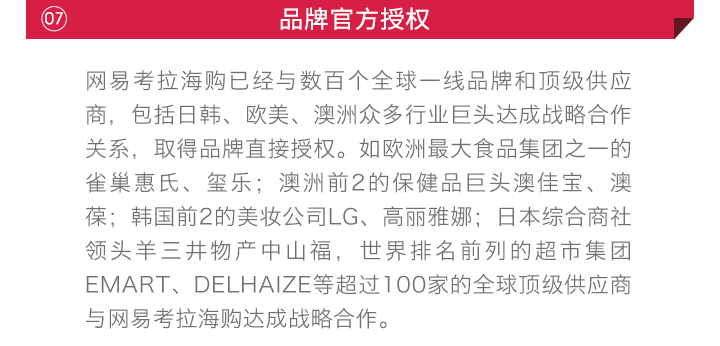 07 品牌官方授权
网易考拉海购已经与数百个全球一线品牌和顶级供应
商，包括日韩、欧美、澳洲众多行业巨头达成战略合作
关系，取得品牌直接授权。如欧洲最大食品集团之一的
雀巢惠氏、玺乐；澳洲前2的保健品巨头澳佳宝、澳
葆；韩国前2的美妆公司LG、高丽雅娜；日本综合商社
领头羊三井物产中山福，世界排名前列的超市集团
EMART、DELHAIZE等超过100家的全球顶级供应商
与网易考拉海购达成战略合作。